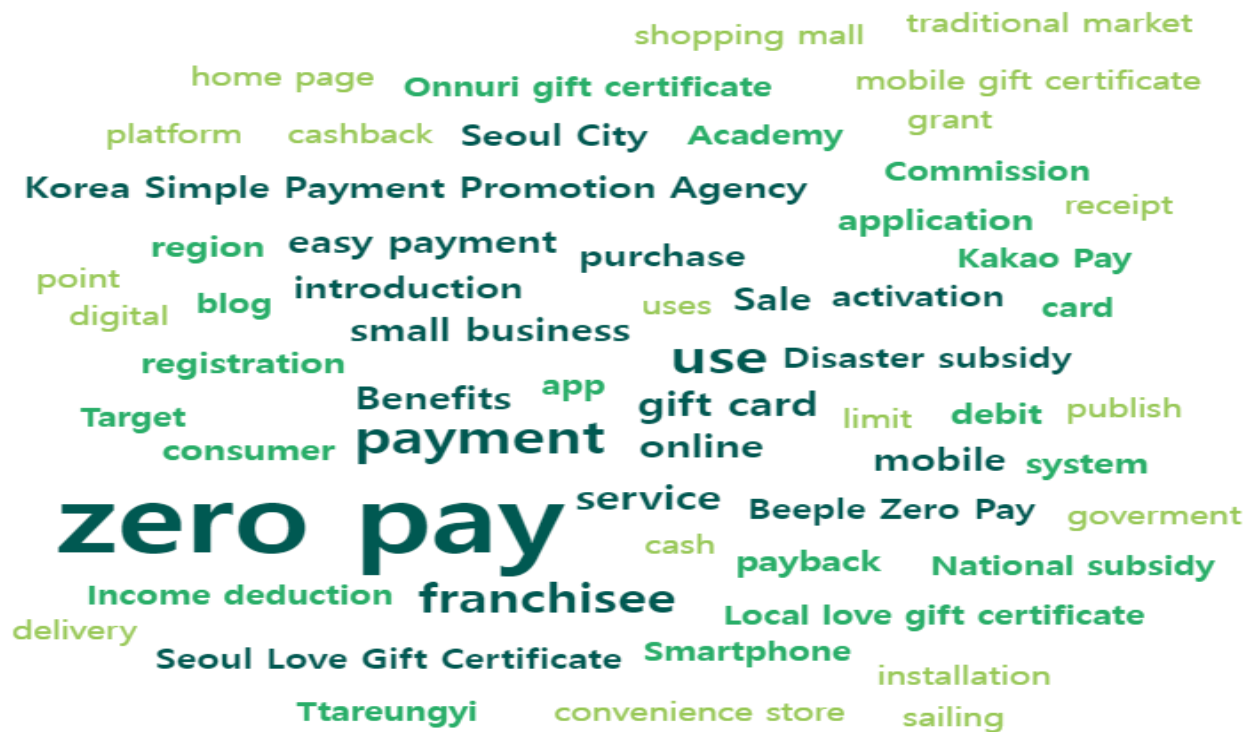 shopping mall traditional market
home page Onnuri gift certificate mobile gift certificate
platform cashback Seoul City Academy grant
Korea Simple Payment Promotion Agency Commission
application receipt
region easy payment purchase Kakao Pay
point introduction
digital blog uses Sale activation card
small business
registration use Disaster subsidy
Benefits app gift card
Target limit debit publish
consumer payment online
mobile system
zero pay service Beeple Zero Pay goverment
cash payback National subsidy
Income deduction franchisee
Local love gift certificate
delivery
Seoul Love Gift Certificate Smartphone
installation
Ttareungyi convenience store sailing